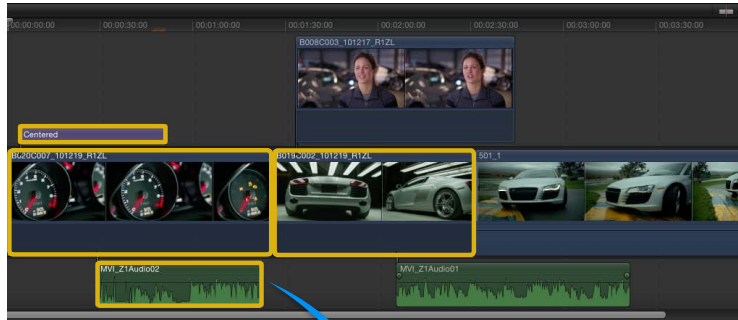 00:00:00:00 00:00:30:00 00:01:00:00 00:01:30:00 00:02:00:00 00:02:30:00 00:03:00:00 00:03:30:00
B008C003_101217_R1ZL
Centered
B020C007_101219_R1ZL B019C002_101219_R1ZL 501_1
MVI_Z1Audio02 MVI_Z1Audio01